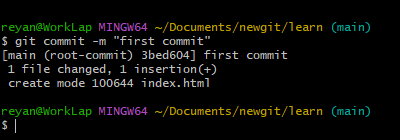 reyan@WorkLap MINGW64 ~/Documents/newgit/learn (main)
$ git commit -m "first commit"
[main (root-commit) 3bed604] first commit
 1 file changed, 1 insertion(+)
 create mode 100644 index.html

reyan@WorkLap MINGW64 ~/Documents/newgit/learn (main)
$